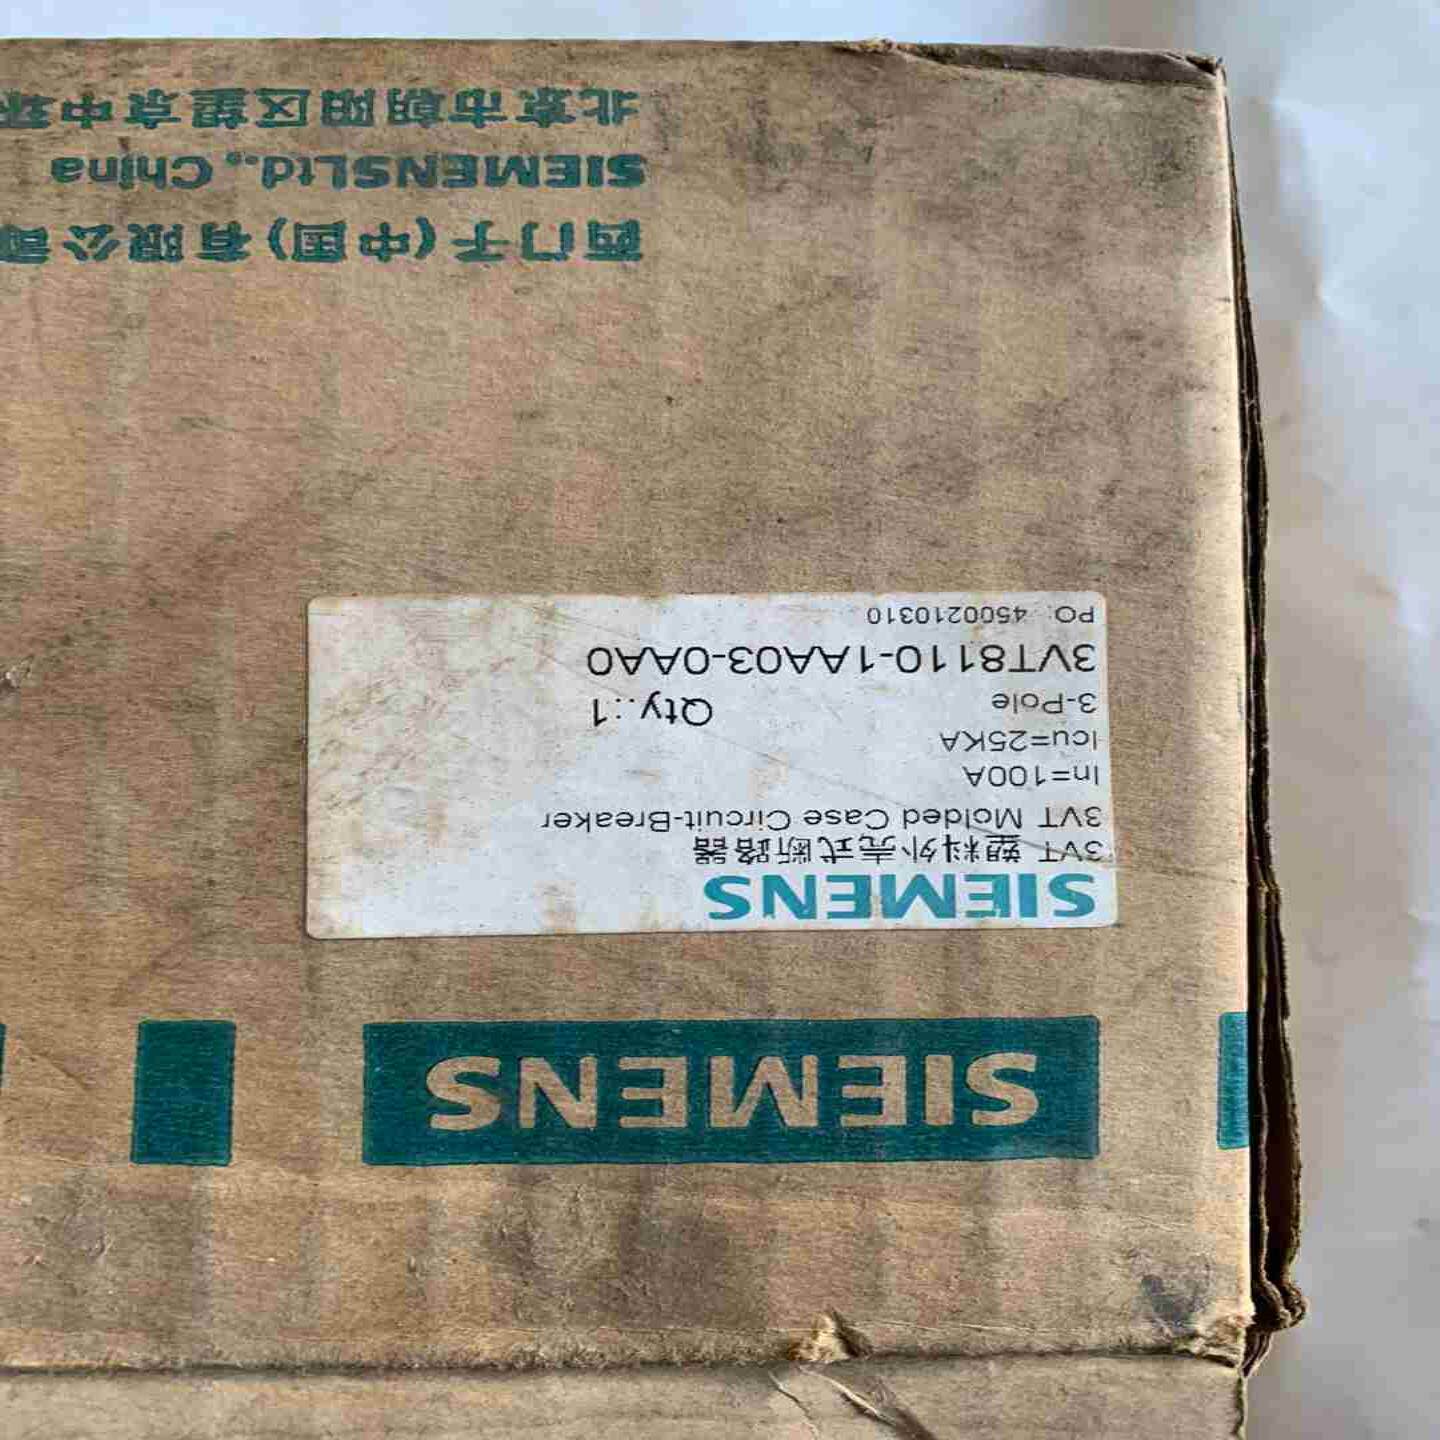 SIEMENS
SIEMENS
3VT 塑料外壳式断路器
3VT Molded Case Circuit-Breaker
In=100A
Icu=25KA
3-Pole
Qty.:1
3VT8110-1AA03-0AA0
PO: 4500210310
西门子(中国)有限公司
SIEMENSLtd., China
北京市朝阳区望京中环